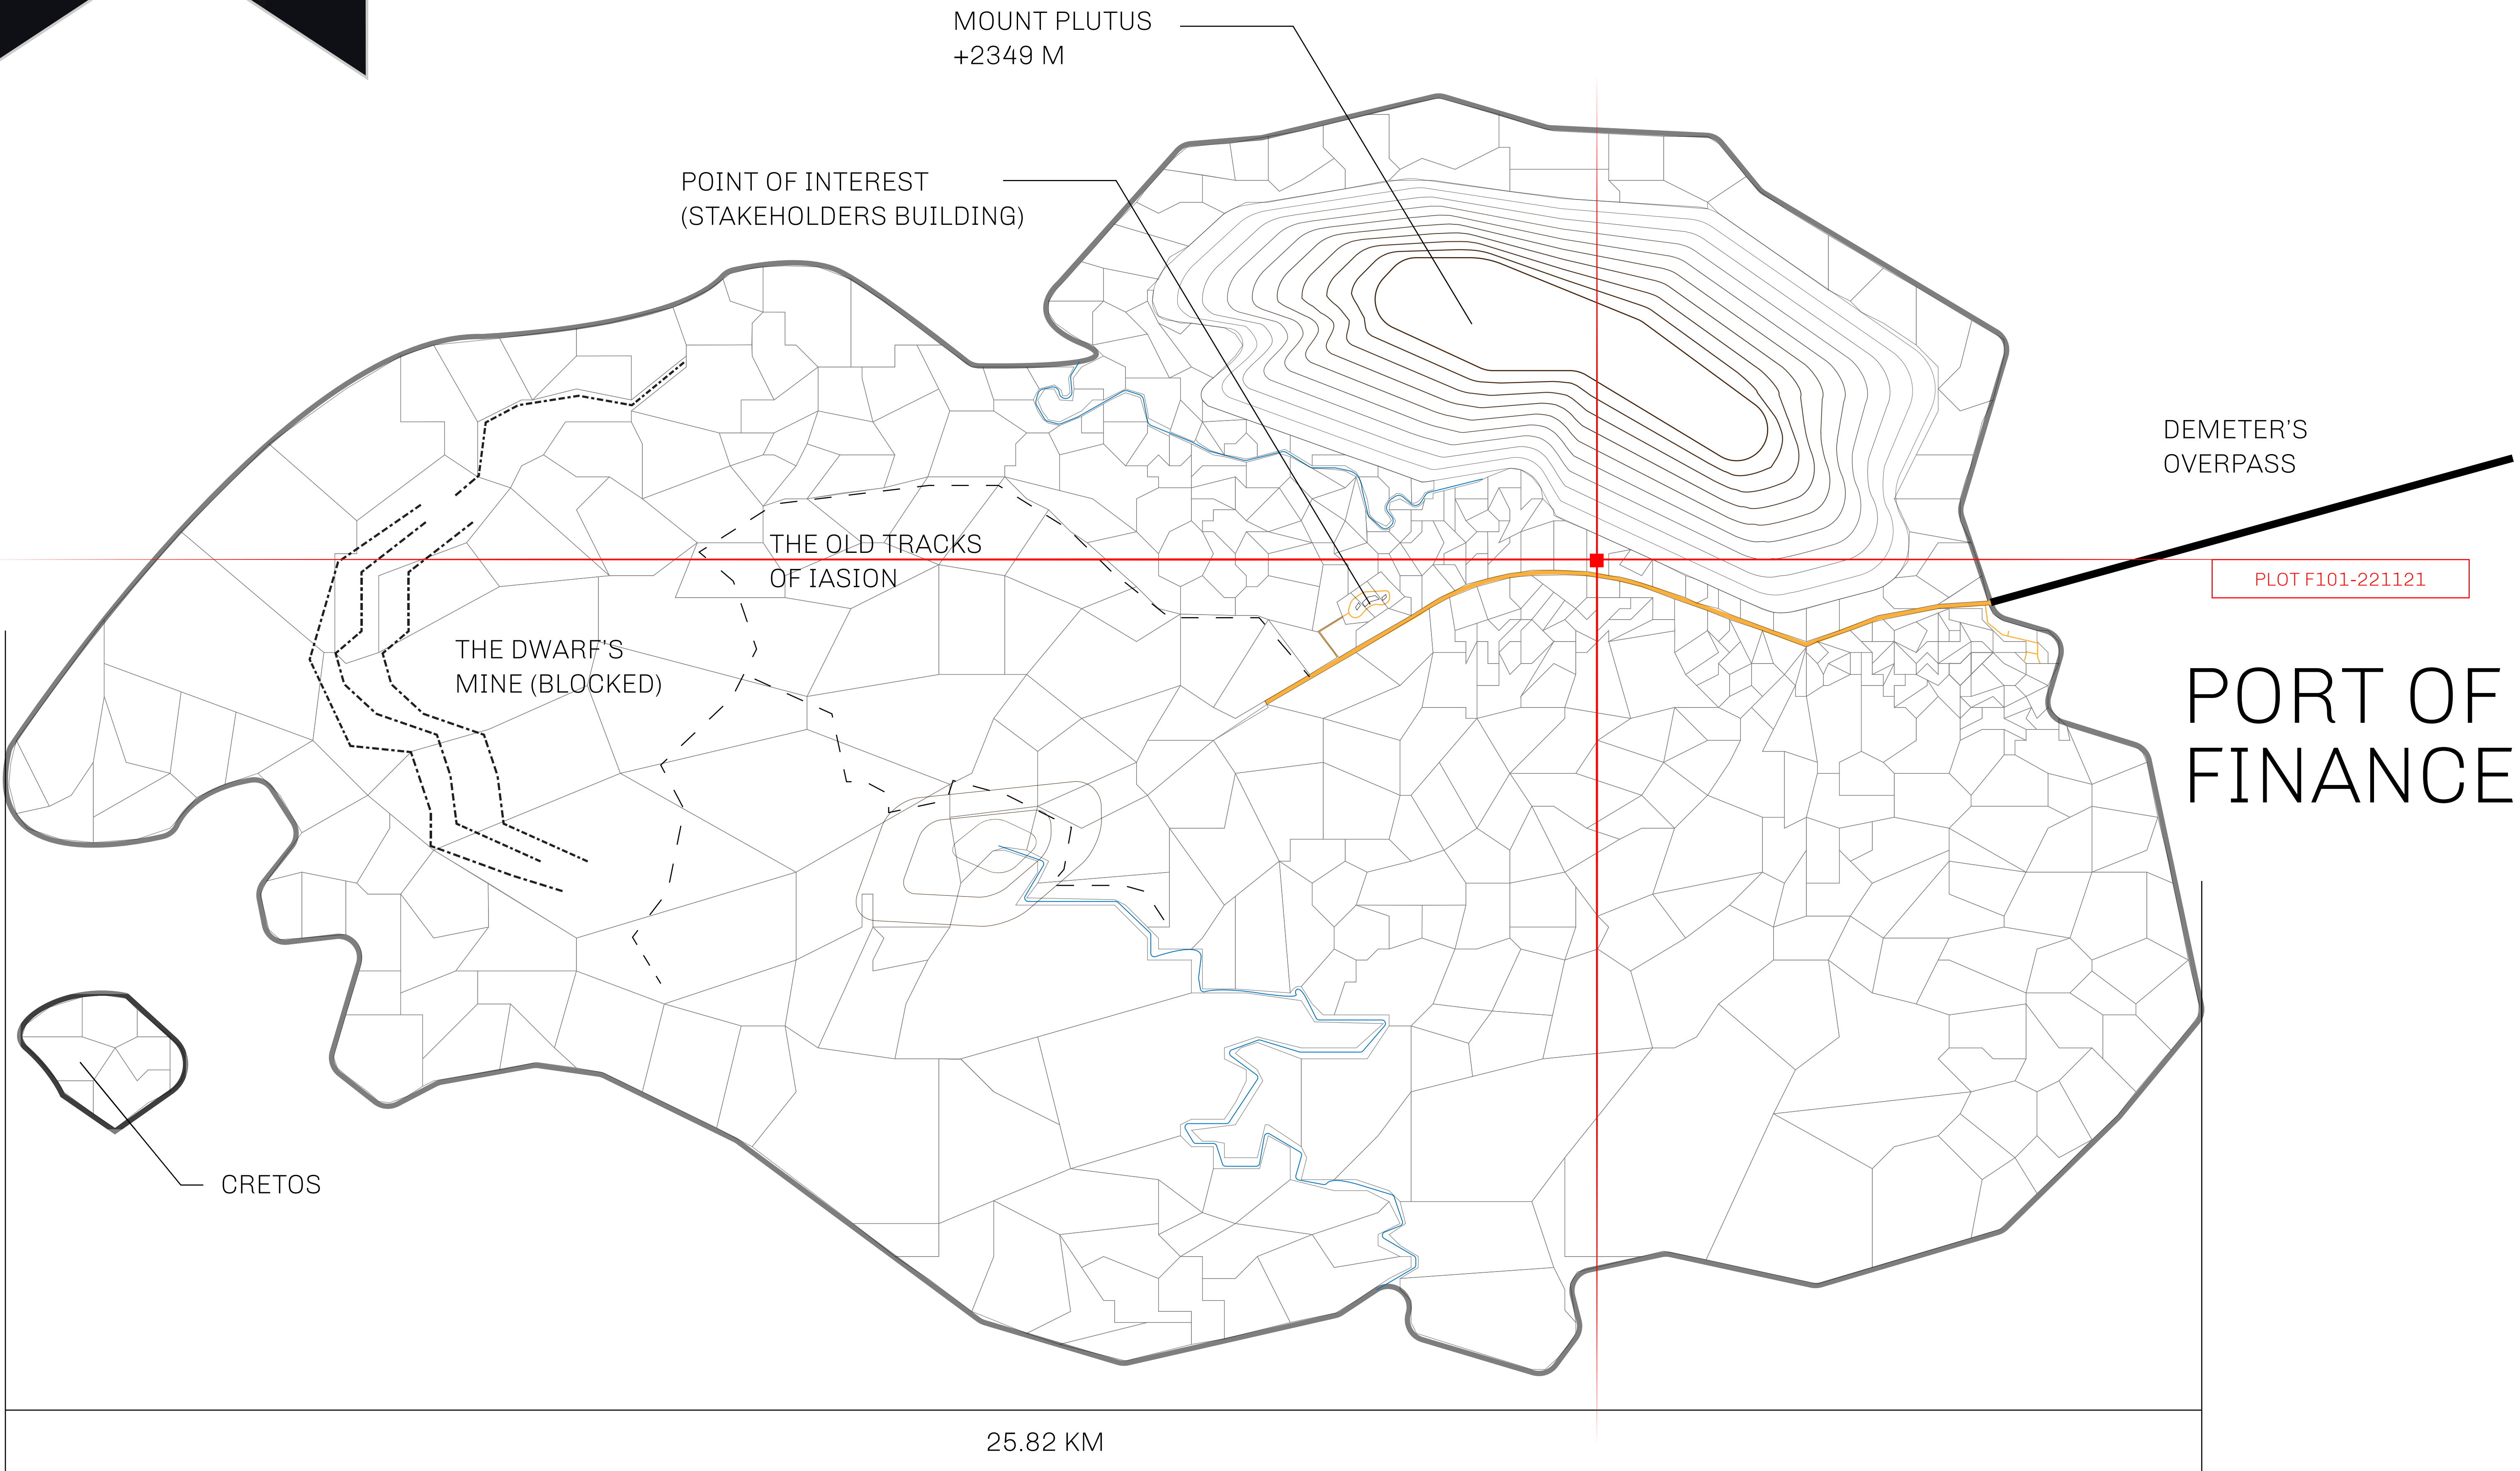 MOUNT PLUTUS
+2349 M
POINT OF INTEREST
(STAKEHOLDERS BUILDING)
DEMETER'S
OVERPASS
THE OLD TRACKS
OF IASION
PLOT F101-221121
THE DWARF'S
MINE (BLOCKED)
PORT OF
FINANCE
CRETOS
25.82 KM